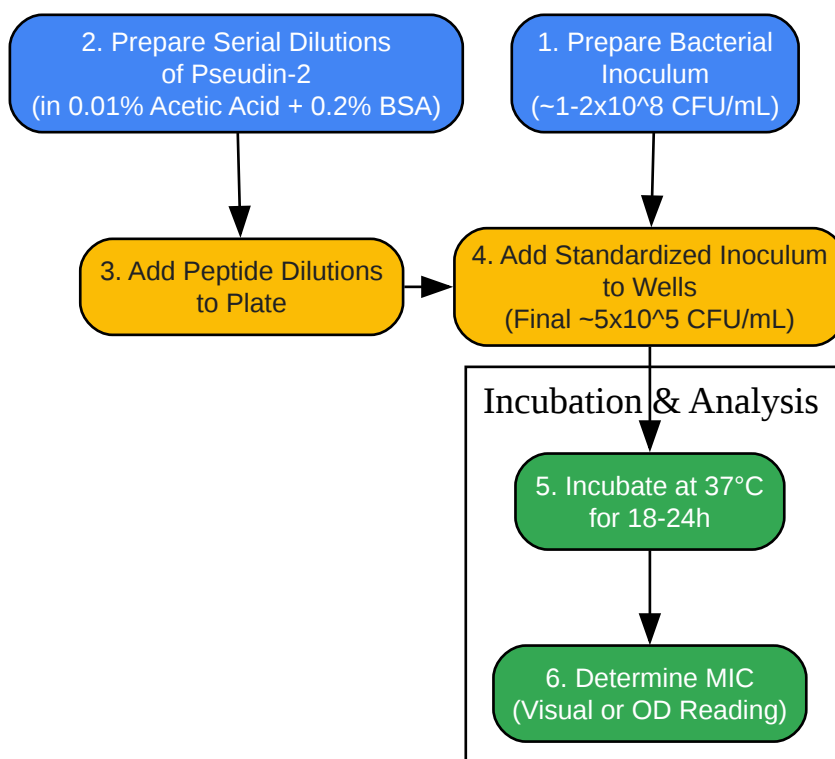 2. Prepare Serial Dilutions
of Pseudin-2
(in 0.01% Acetic Acid + 0.2% BSA)
1. Prepare Bacterial
Inoculum
(~1-2x10^8 CFU/mL)
3. Add Peptide Dilutions
to Plate
4. Add Standardized Inoculum
to Wells
(Final ~5x10^5 CFU/mL)
Incubation & Analysis
5. Incubate at 37°C
for 18-24h
6. Determine MIC
(Visual or OD Reading)